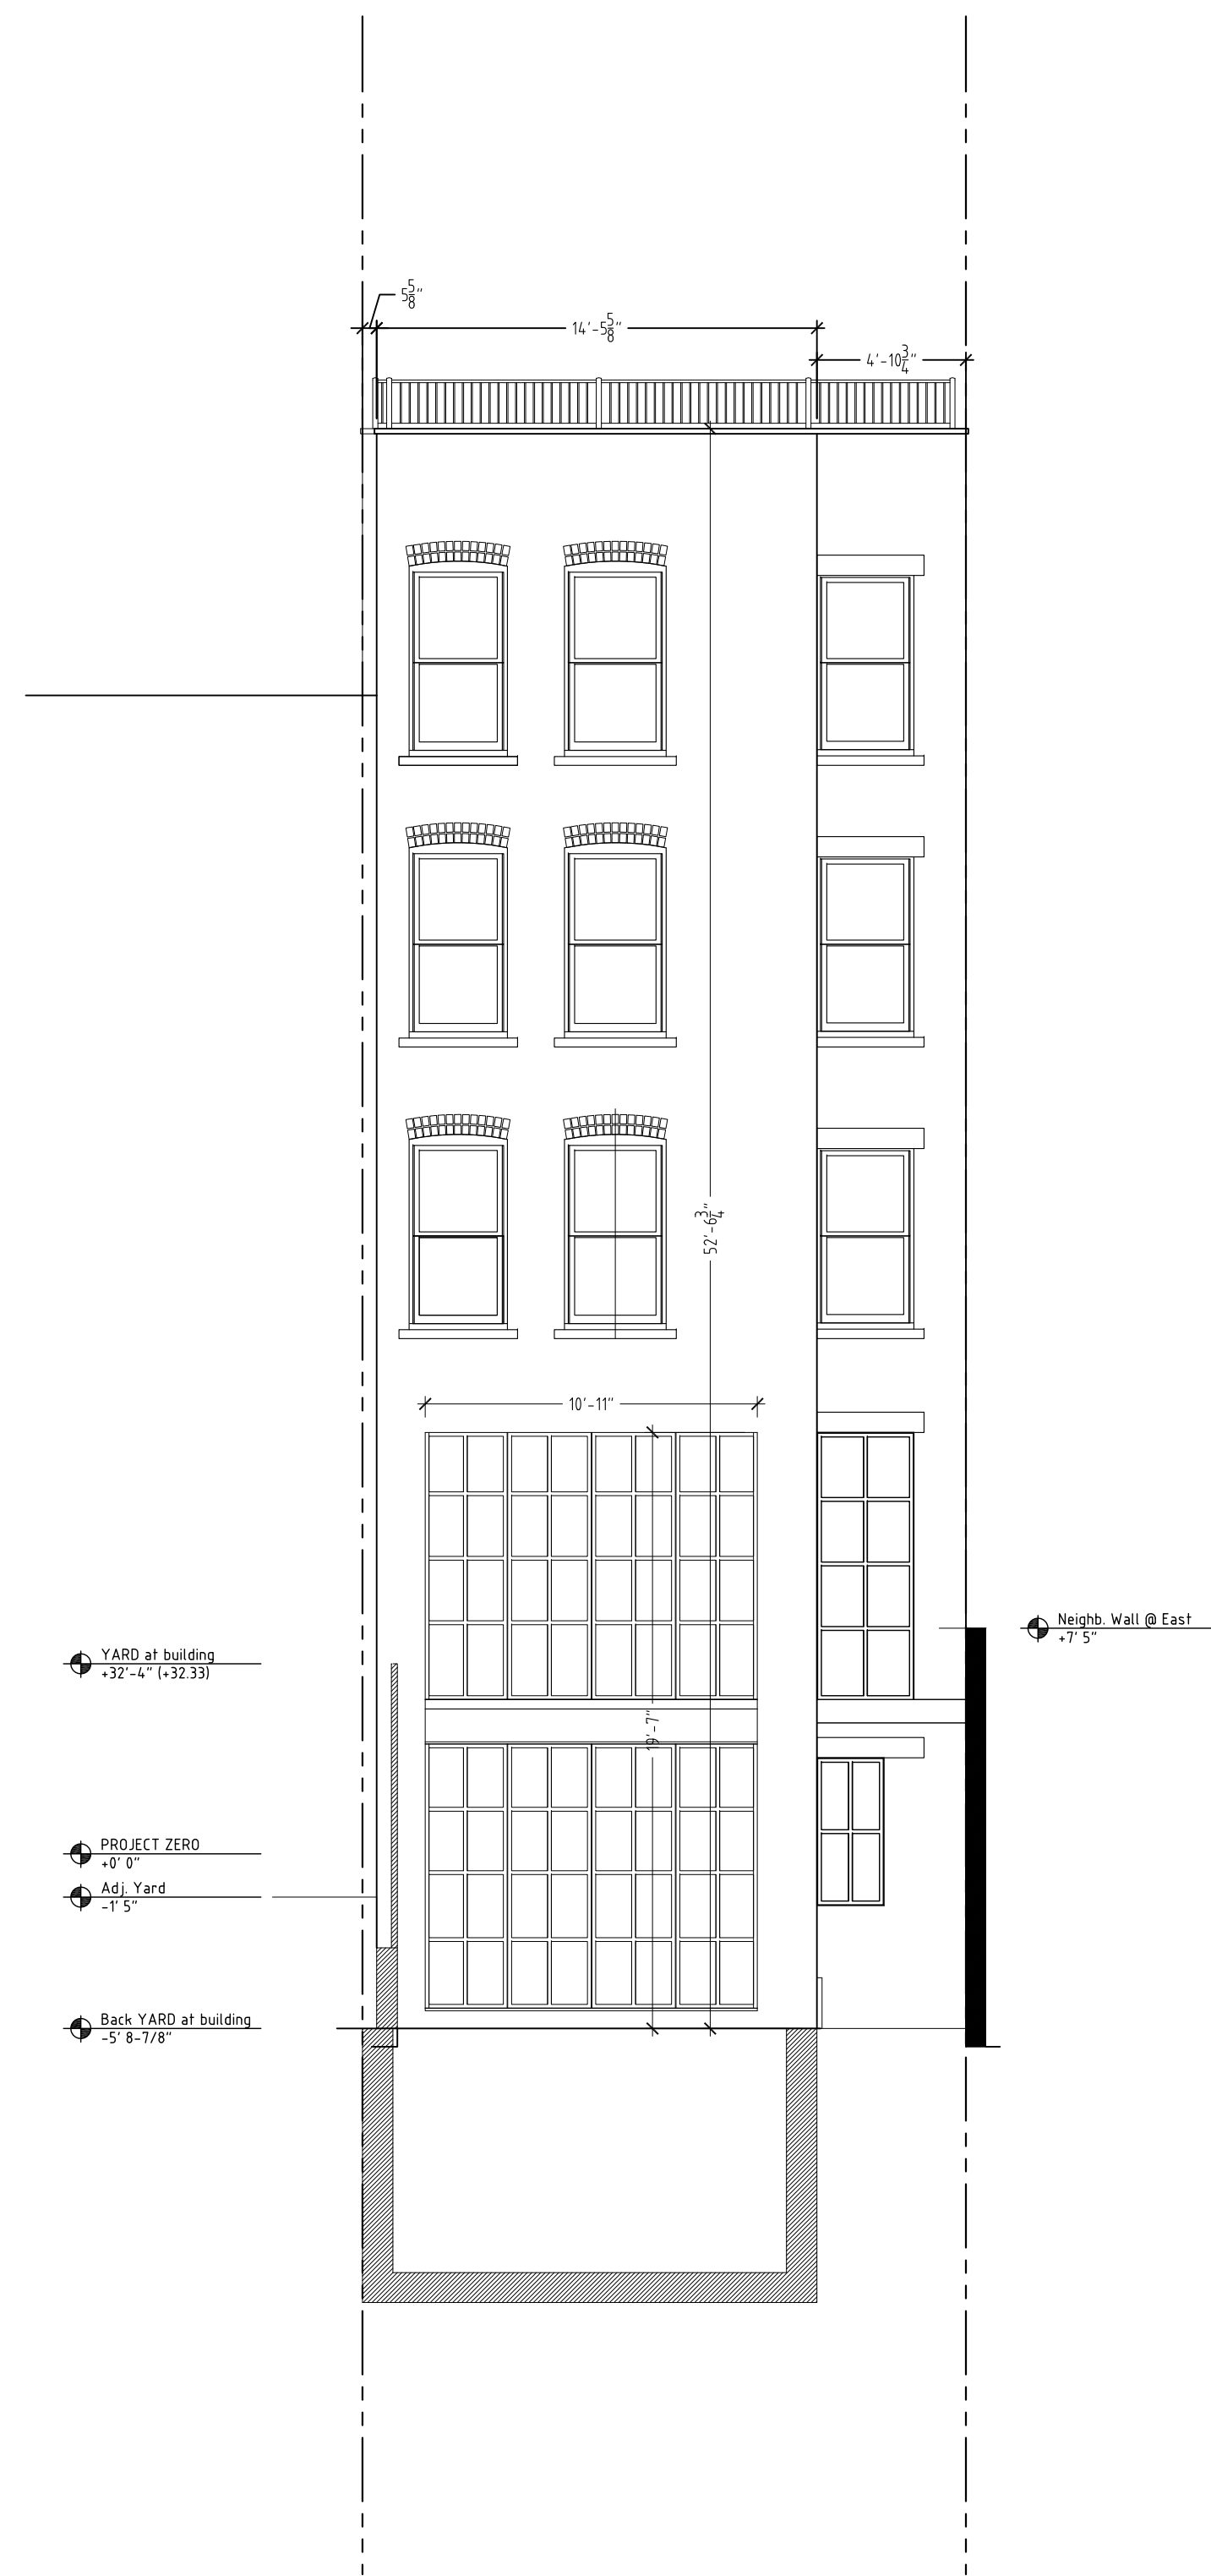 5 5/8"
14'-5 5/8"
4'-10 3/4"
52'-6 3/4"
10'-11"
Neighb. Wall @ East
+7' 5"
YARD at building
+32'-4" (+32.33)
19'-7"
PROJECT ZERO
+0' 0"
Adj. Yard
-1' 5"
Back YARD at building
-5' 8-7/8"